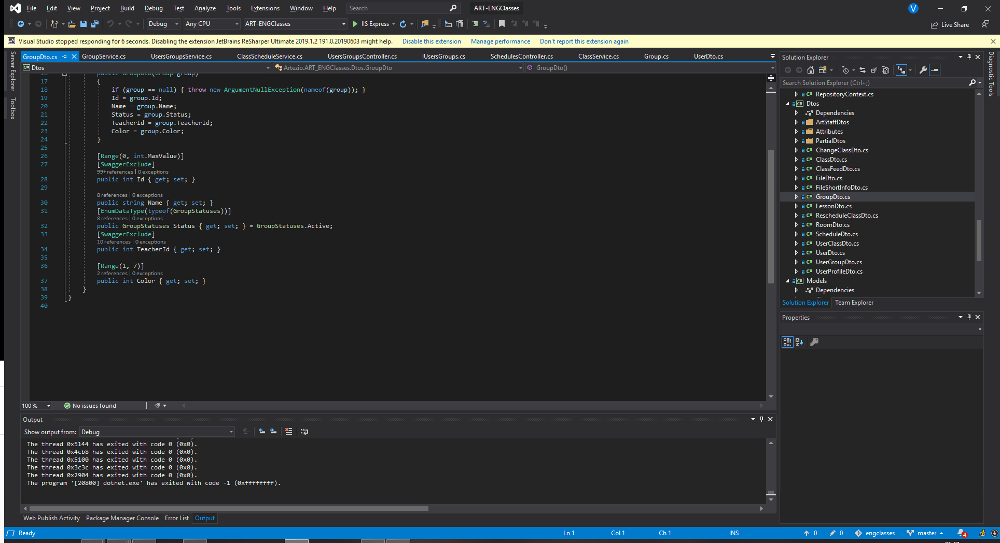 File Edit View Project Build Debug Test Analyze Tools Extensions Window Help Search ART-ENGClasses V
Debug Any CPU ART-ENGClasses IIS Express Live Share
Visual Studio stopped responding for 6 seconds. Disabling the extension JetBrains ReSharper Ultimate 2019.1.2 191.0.20190603 might help. Disable this extension Manage performance Don't report this extension again
Server Explorer
Toolbox
GroupDto.cs GroupService.cs UsersGroupsService.cs ClassScheduleService.cs UsersGroupsController.cs IUsersGroups.cs SchedulesController.cs ClassService.cs Group.cs UserDto.cs
C# Dtos Artezio.ART_ENGClasses.Dtos.GroupDto GroupDto()
16 public GroupDto(Group group)
17 {
18 if (group == null) { throw new ArgumentNullException(nameof(group)); }
19 Id = group.Id;
20 Name = group.Name;
21 Status = group.Status;
22 TeacherId = group.TeacherId;
23 Color = group.Color;
24 }
25
26 [Range(0, int.MaxValue)]
27 [SwaggerExclude]
99+ references | 0 exceptions
28 public int Id { get; set; }
29
8 references | 0 exceptions
30 public string Name { get; set; }
31 [EnumDataType(typeof(GroupStatuses))]
8 references | 0 exceptions
32 public GroupStatuses Status { get; set; } = GroupStatuses.Active;
33 [SwaggerExclude]
10 references | 0 exceptions
34 public int TeacherId { get; set; }
35
36 [Range(1, 7)]
2 references | 0 exceptions
37 public int Color { get; set; }
38 }
39 }
40
100 % No issues found
Output
Show output from: Debug
The thread 0x5144 has exited with code 0 (0x0).
The thread 0x4cb8 has exited with code 0 (0x0).
The thread 0x5100 has exited with code 0 (0x0).
The thread 0x3c3c has exited with code 0 (0x0).
The thread 0x2904 has exited with code 0 (0x0).
The program '[20800] dotnet.exe' has exited with code -1 (0xffffffff).
Web Publish Activity Package Manager Console Error List Output
Solution Explorer
Search Solution Explorer (Ctrl+;)
C# RepositoryContext.cs
C# Dtos
Dependencies
ArtStaffDtos
Attributes
PartialDtos
C# ChangeClassDto.cs
C# ClassDto.cs
C# ClassFeedDto.cs
C# FileDto.cs
C# FileShortInfoDto.cs
C# GroupDto.cs
C# LessonDto.cs
C# RescheduleClassDto.cs
C# RoomDto.cs
C# ScheduleDto.cs
C# UserClassDto.cs
C# UserDto.cs
C# UserGroupDto.cs
C# UserProfileDto.cs
C# Models
Dependencies
Solution Explorer Team Explorer
Properties
Diagnostic Tools
Ready Ln 1 Col 1 Ch 1 INS 0 0 engclasses master 4